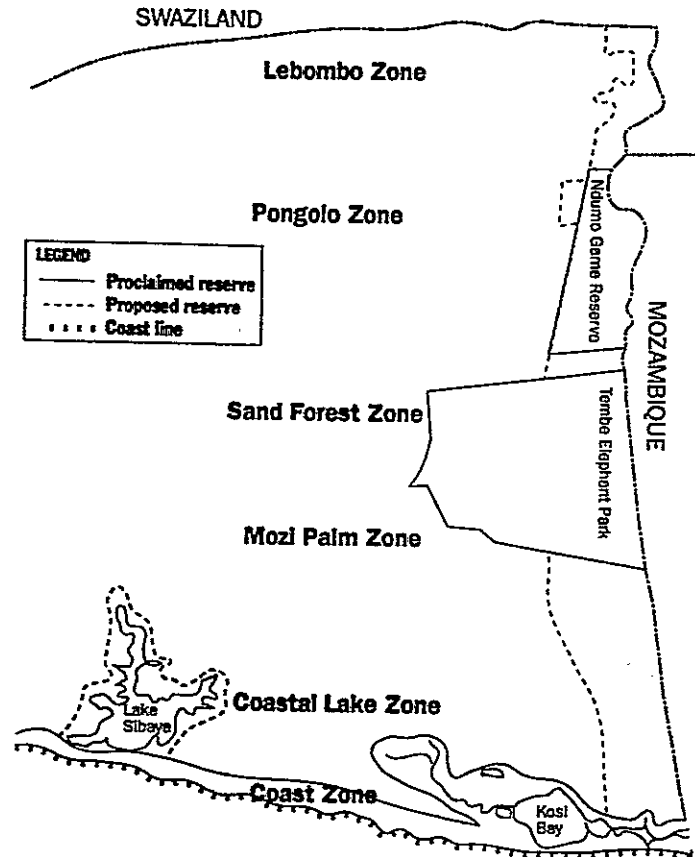 SWAZILAND
Lebombo Zone
Pongolo Zone
Ndumo Game Reserve
LEGEND
Proclaimed reserve
Proposed reserve
Coast line
MOZAMBIQUE
Sand Forest Zone
Tembe Elephant Park
Mozi Palm Zone
Lake
Sibaya
Coastal Lake Zone
Coast Zone
Kosi
Bay